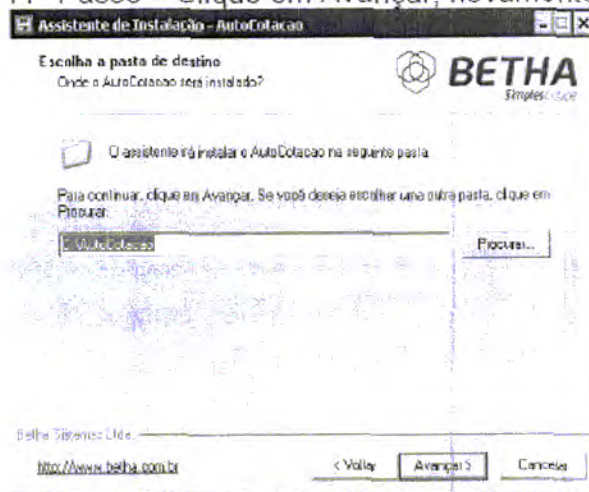 Passo - Clique em Avançar, novamente
Assistente de Instalação - AutoCotacao
Escolha a pasta de destino
Onde o AutoCotacao será instalado?
BETHA
O assistente irá instalar o AutoCotacao na seguinte pasta.
Para continuar, clique em Avançar. Se você deseja escolher uma outra pasta, clique em
Procurar.
C:\AutoCotacao
Procurar...
Betha Sistemas Ltda.
http://www.betha.com.br
< Voltar
Avançar >
Cancelar